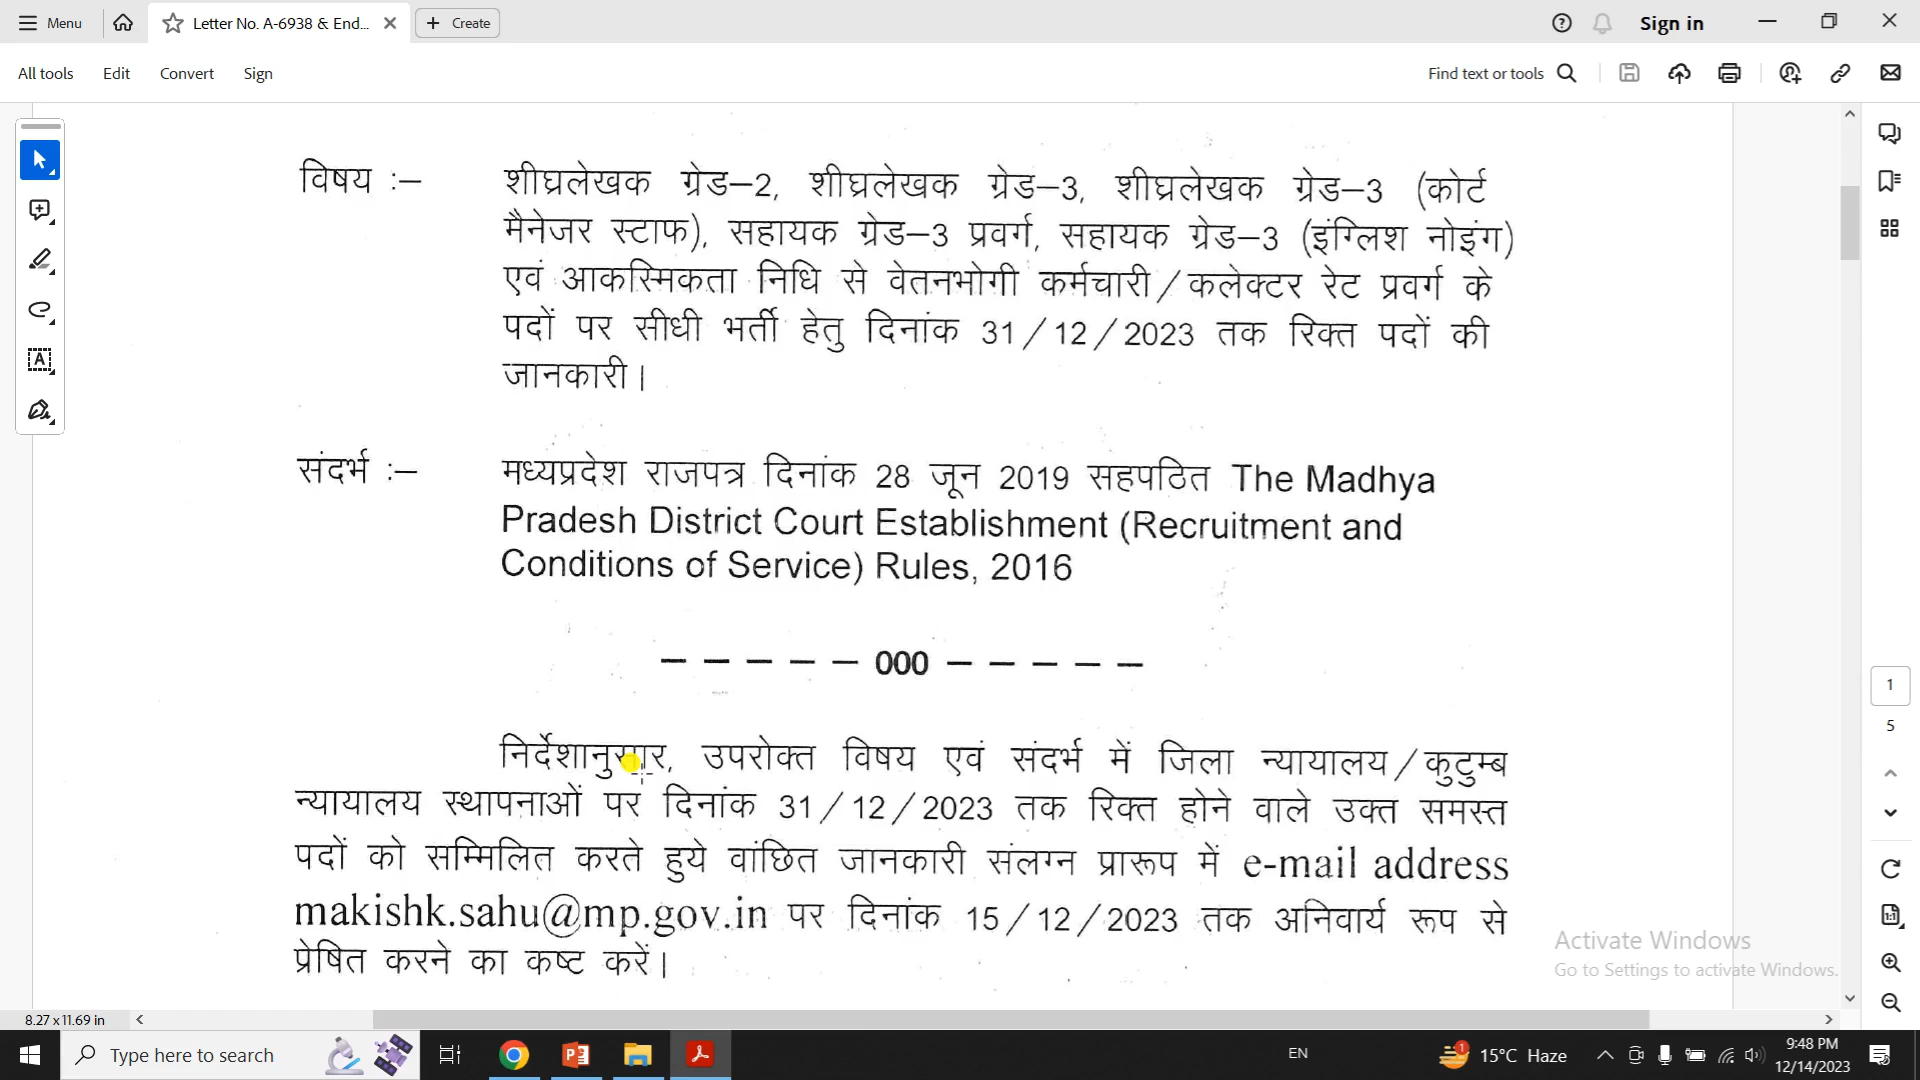 Menu
Letter No. A-6938 & End...
Create
Sign in
All tools
Edit
Convert
Sign
Find text or tools
विषय :–
शीघ्रलेखक ग्रेड–2, शीघ्रलेखक ग्रेड–3, शीघ्रलेखक ग्रेड–3 (कोर्ट
मैनेजर स्टाफ), सहायक ग्रेड–3 प्रवर्ग, सहायक ग्रेड–3 (इंग्लिश नोइंग)
एवं आकस्मिकता निधि से वेतनभोगी कर्मचारी/कलेक्टर रेट प्रवर्ग के
पदों पर सीधी भर्ती हेतु दिनांक 31/12/2023 तक रिक्त पदों की
जानकारी।
संदर्भ :–
मध्यप्रदेश राजपत्र दिनांक 28 जून 2019 सहपठित The Madhya
Pradesh District Court Establishment (Recruitment and
Conditions of Service) Rules, 2016
– – – – – 000 – – – – –
निर्देशानुसार, उपरोक्त विषय एवं संदर्भ में जिला न्यायालय/कुटुम्ब
न्यायालय स्थापनाओं पर दिनांक 31/12/2023 तक रिक्त होने वाले उक्त समस्त
पदों को सम्मिलित करते हुये वांछित जानकारी संलग्न प्रारूप में e-mail address
makishk.sahu@mp.gov.in पर दिनांक 15/12/2023 तक अनिवार्य रूप से
प्रेषित करने का कष्ट करें।
1
5
Activate Windows
Go to Settings to activate Windows.
8.27 x 11.69 in
Type here to search
EN
1
15°C Haze
9:48 PM
12/14/2023